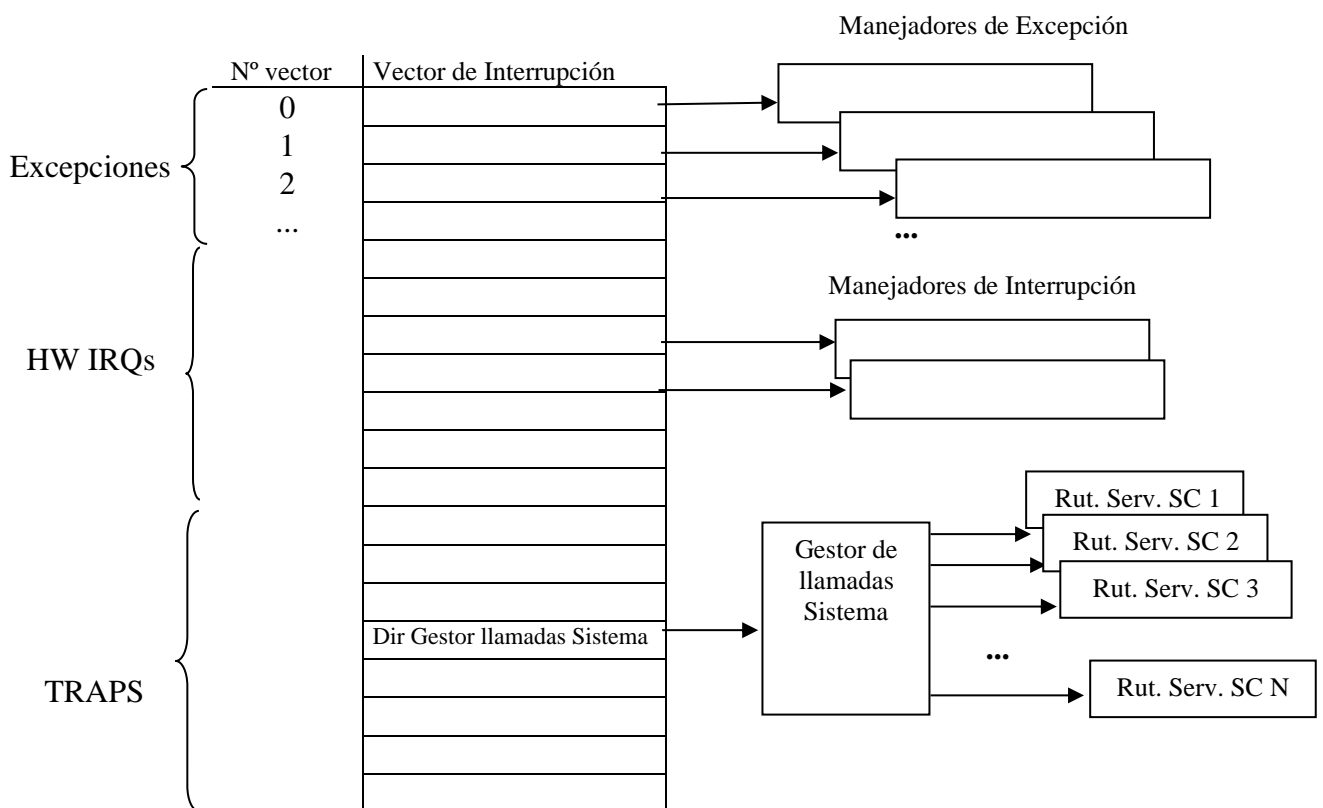 Manejadores de Excepción
Nº vector
Vector de Interrupción
0
1
2
...
Excepciones
...
Manejadores de Interrupción
HW IRQs
Rut. Serv. SC 1
Rut. Serv. SC 2
Rut. Serv. SC 3
Gestor de
llamadas
Sistema
Dir Gestor llamadas Sistema
...
Rut. Serv. SC N
TRAPS